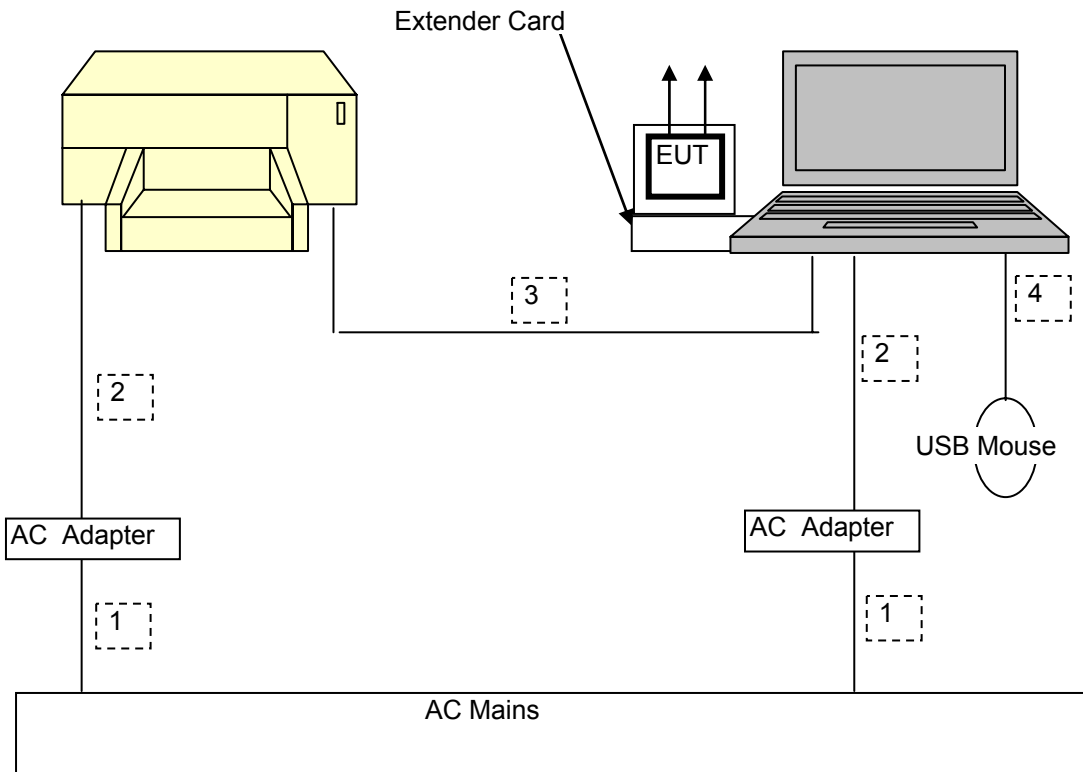 Extender Card
EUT
3
4
2
2
USB Mouse
AC Adapter
AC Adapter
1
1
AC Mains